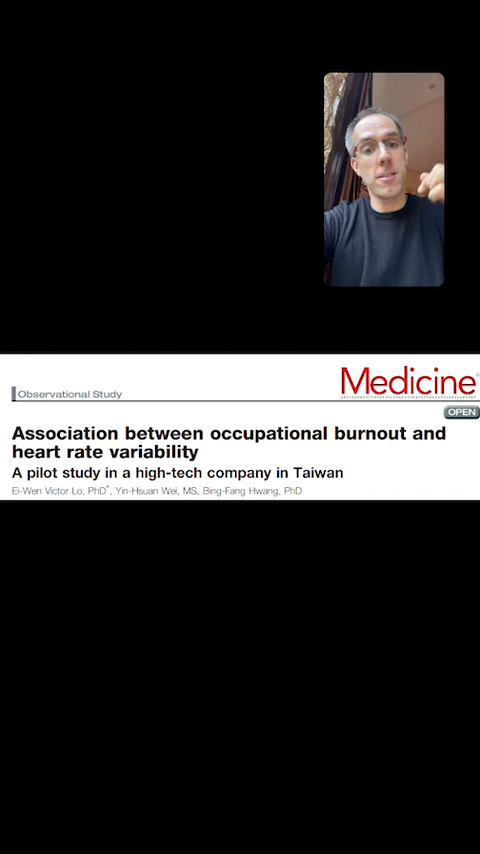 Medicine®
Observational Study
OPEN
Association between occupational burnout and
heart rate variability
A pilot study in a high-tech company in Taiwan
Ei-Wen Victor Lo, PhD*, Yin-Hsuan Wei, MS, Bing-Fang Hwang, PhD